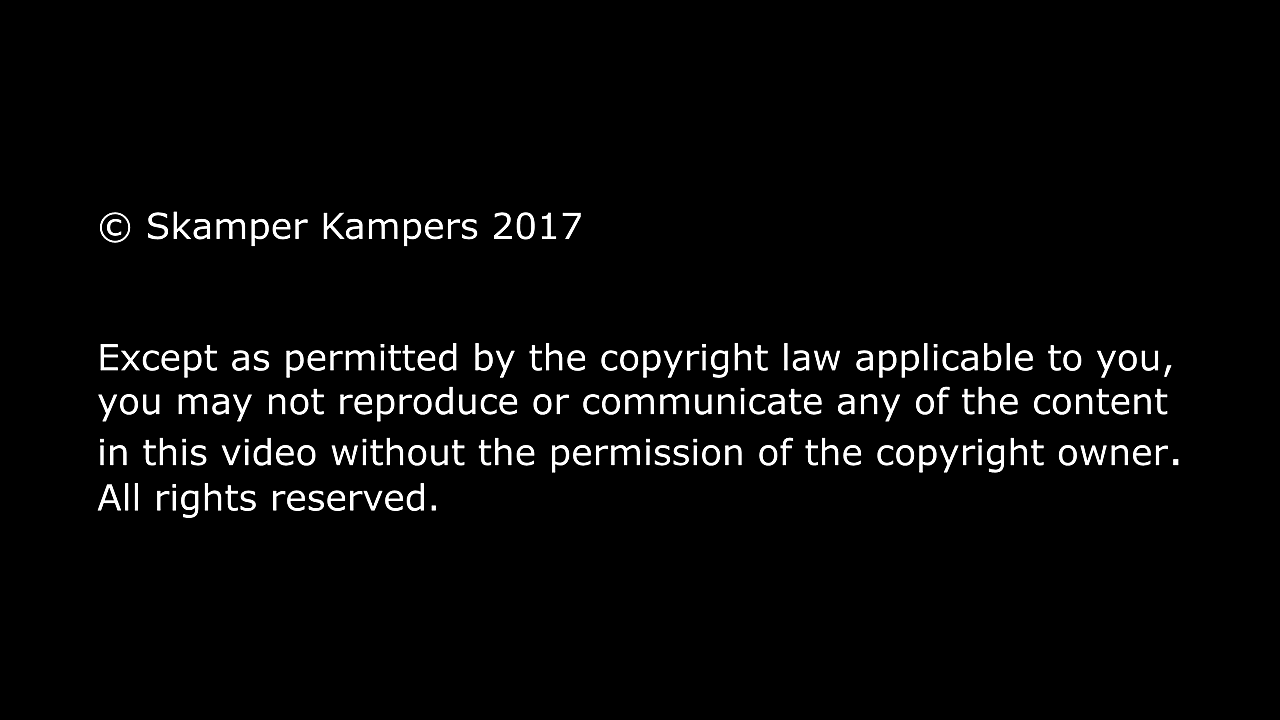 © Skamper Kampers 2017
Except as permitted by the copyright law applicable to you,
you may not reproduce or communicate any of the content
in this video without the permission of the copyright owner.
All rights reserved.